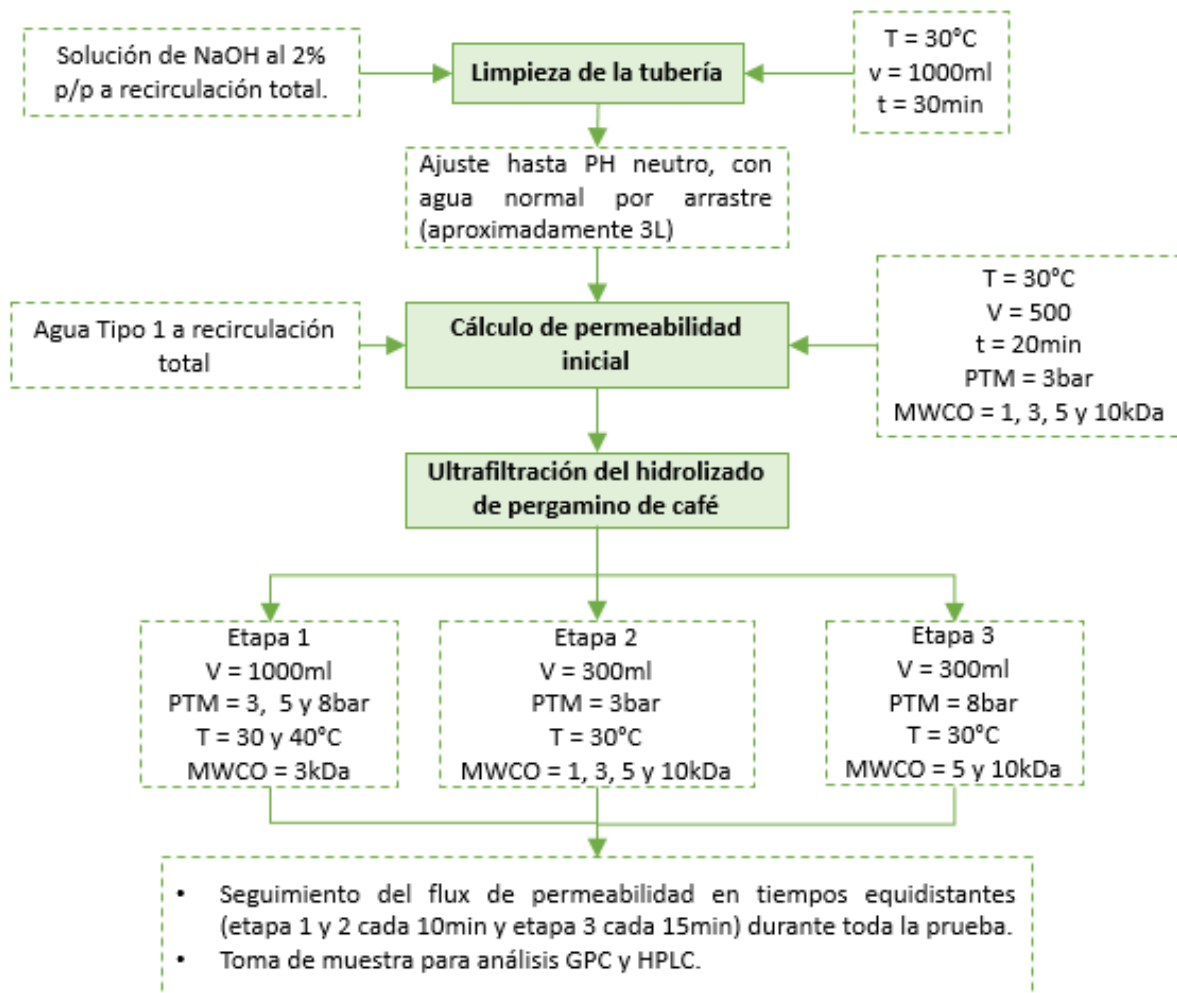 Solución de NaOH al 2%
p/p a recirculación total.
Limpieza de la tubería
T = 30°C
v = 1000ml
t = 30min
Ajuste hasta PH neutro, con
agua normal por arrastre
(aproximadamente 3L)
Agua Tipo 1 a recirculación
total
Cálculo de permeabilidad
inicial
T = 30°C
V = 500
t = 20min
PTM = 3bar
MWCO = 1, 3, 5 y 10kDa
Ultrafiltración del hidrolizado
de pergamino de café
Etapa 1
V = 1000ml
PTM = 3, 5 y 8bar
T = 30 y 40°C
MWCO = 3kDa
Etapa 2
V = 300ml
PTM = 3bar
T = 30°C
MWCO = 1, 3, 5 y 10kDa
Etapa 3
V = 300ml
PTM = 8bar
T = 30°C
MWCO = 5 y 10kDa
• Seguimiento del flux de permeabilidad en tiempos equidistantes
(etapa 1 y 2 cada 10min y etapa 3 cada 15min) durante toda la prueba.
• Toma de muestra para análisis GPC y HPLC.